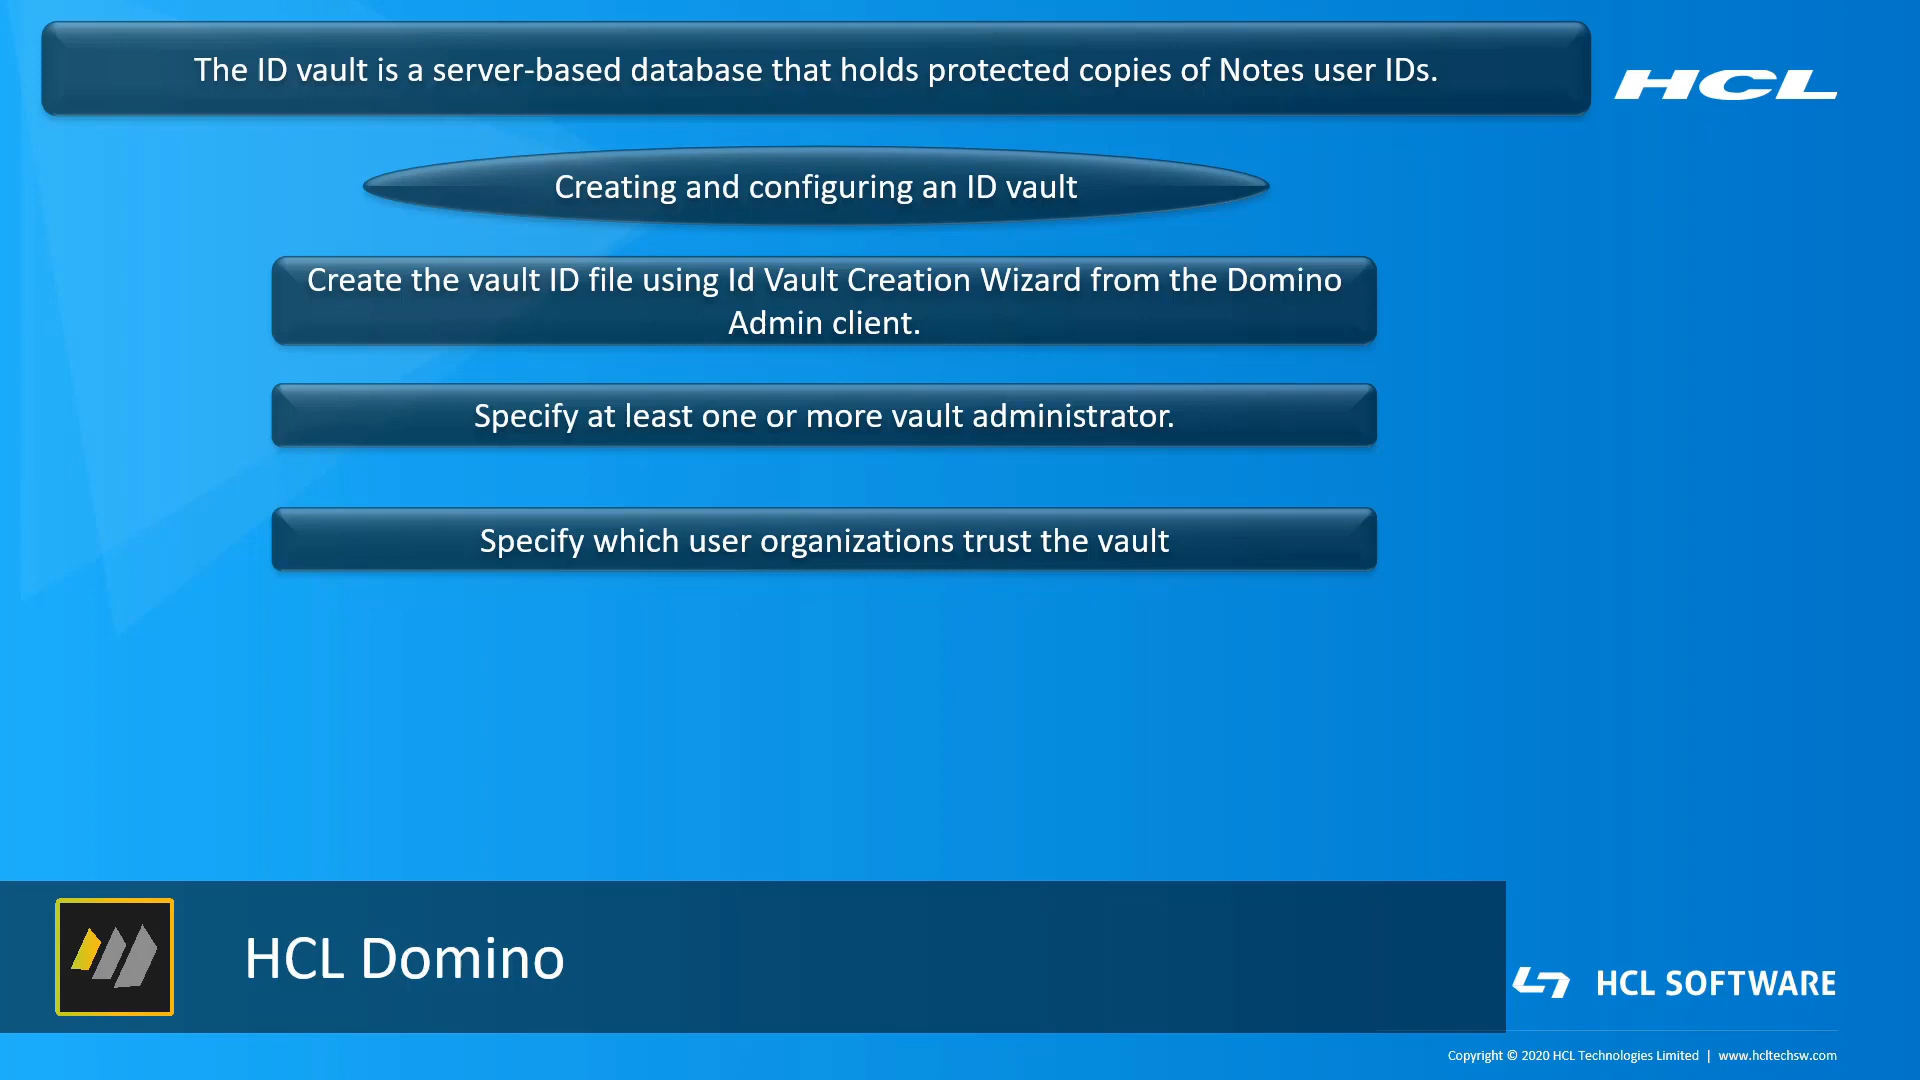 The ID vault is a server-based database that holds protected copies of Notes user IDs.
HCL
Creating and configuring an ID vault
Create the vault ID file using Id Vault Creation Wizard from the Domino
Admin client.
Specify at least one or more vault administrator.
Specify which user organizations trust the vault
HCL Domino
HCL SOFTWARE
Copyright © 2020 HCL Technologies Limited | www.hcltechsw.com